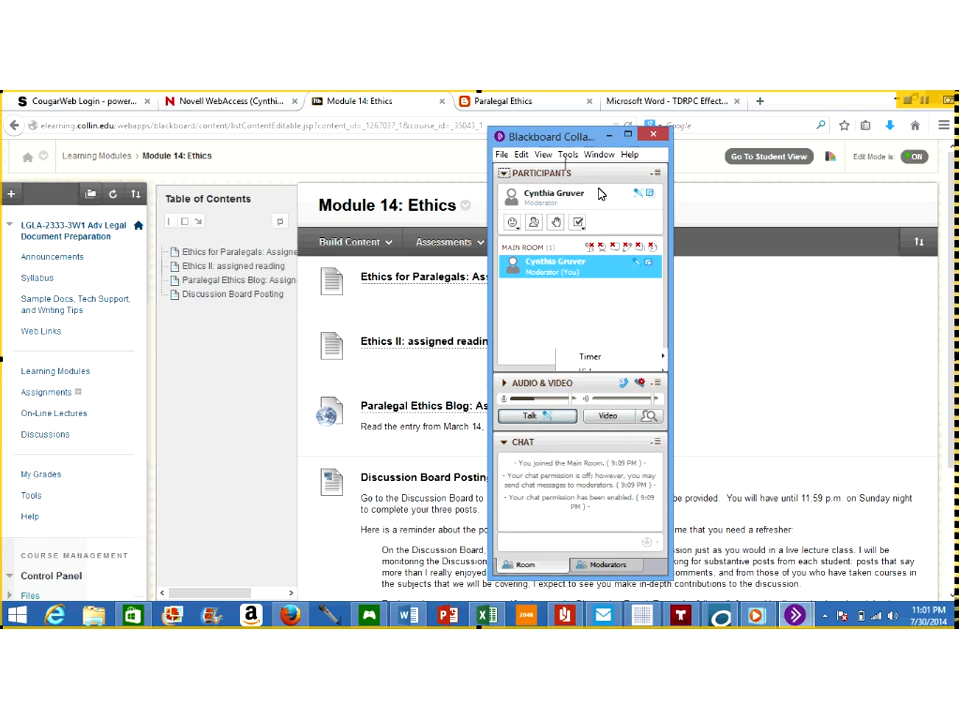 CougarWeb Login - power...
Novell WebAccess (Cynthi...
Module 14: Ethics
Paralegal Ethics
Microsoft Word - TDRPC Effect...
elearning.collin.edu/webapps/blackboard/content/listContentEditable.jsp?content_id=_1267037_1&course_id=_35043_1
Google
Learning Modules
Module 14: Ethics
Go To Student View
Edit Mode is:
ON
LGLA-2333-3W1 Adv Legal
Document Preparation
Announcements
Syllabus
Sample Docs, Tech Support,
and Writing Tips
Web Links
Learning Modules
Assignments
On-Line Lectures
Discussions
My Grades
Tools
Help
COURSE MANAGEMENT
Control Panel
Files
Table of Contents
Ethics for Paralegals: Assigne
Ethics II: assigned reading
Paralegal Ethics Blog: Assign
Discussion Board Posting
Module 14: Ethics
Build Content
Assessments
Ethics for Paralegals: As
Ethics II: assigned readin
Paralegal Ethics Blog: As
Read the entry from March 14,
Discussion Board Posting
Go to the Discussion Board to
be provided. You will have until 11:59 p.m. on Sunday night
to complete your three posts.
Here is a reminder about the po
me that you need a refresher:
On the Discussion Board,
ssion just as you would in a live lecture class. I will be
monitoring the Discussion
ng for substantive posts from each student: posts that say
more than I really enjoyed
mments, and from those of you who have taken courses in
the subjects that we will be covering, I expect to see you make in-depth contributions to the discussion.
Blackboard Colla...
File Edit View Tools Window Help
PARTICIPANTS
Cynthia Gruver
Moderator
MAIN ROOM (1)
Cynthia Gruver
Moderator (You)
Timer
AUDIO & VIDEO
Talk
Video
CHAT
- You joined the Main Room. ( 9:09 PM ) -
- Your chat permission is off; however, you may
send chat messages to moderators. ( 9:09 PM ) -
- Your chat permission has been enabled. ( 9:09
PM ) -
Room
Moderators
2048
11:01 PM
7/30/2014